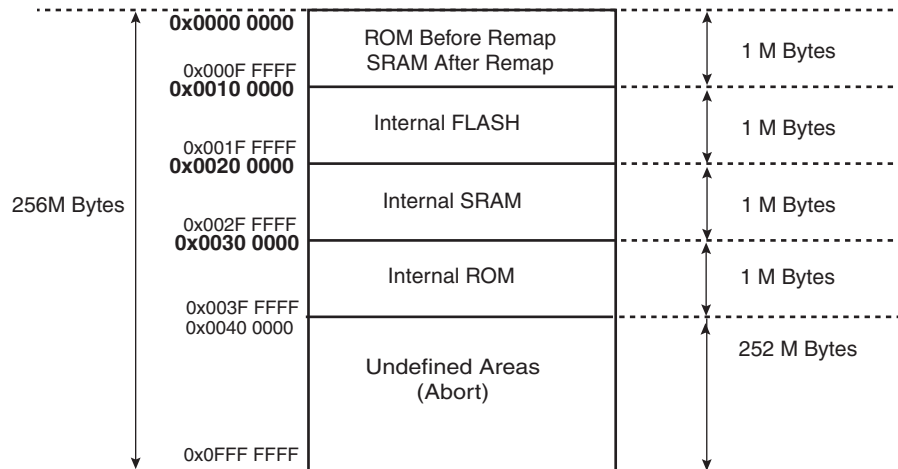 0x0000 0000
ROM Before Remap
SRAM After Remap
1 M Bytes
0x000F FFFF
0x0010 0000
Internal FLASH
1 M Bytes
0x001F FFFF
0x0020 0000
256M Bytes
Internal SRAM
1 M Bytes
0x002F FFFF
0x0030 0000
Internal ROM
1 M Bytes
0x003F FFFF
0x0040 0000
252 M Bytes
Undefined Areas
(Abort)
0x0FFF FFFF